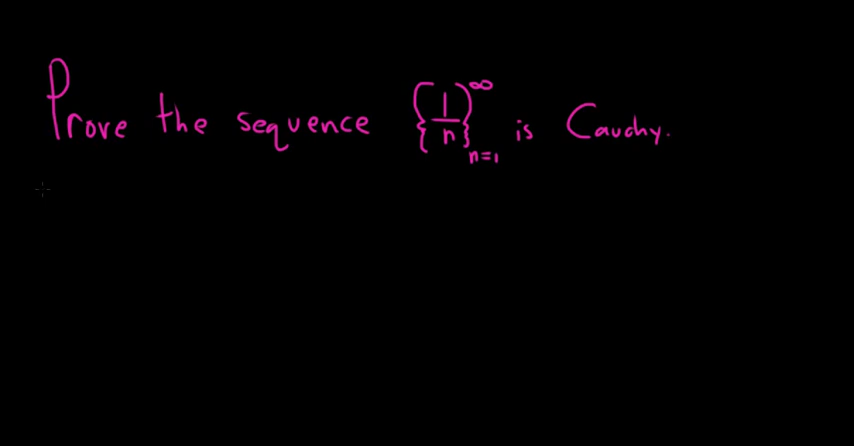 Prove the sequence {1/n}_{n=1}^∞ is Cauchy.